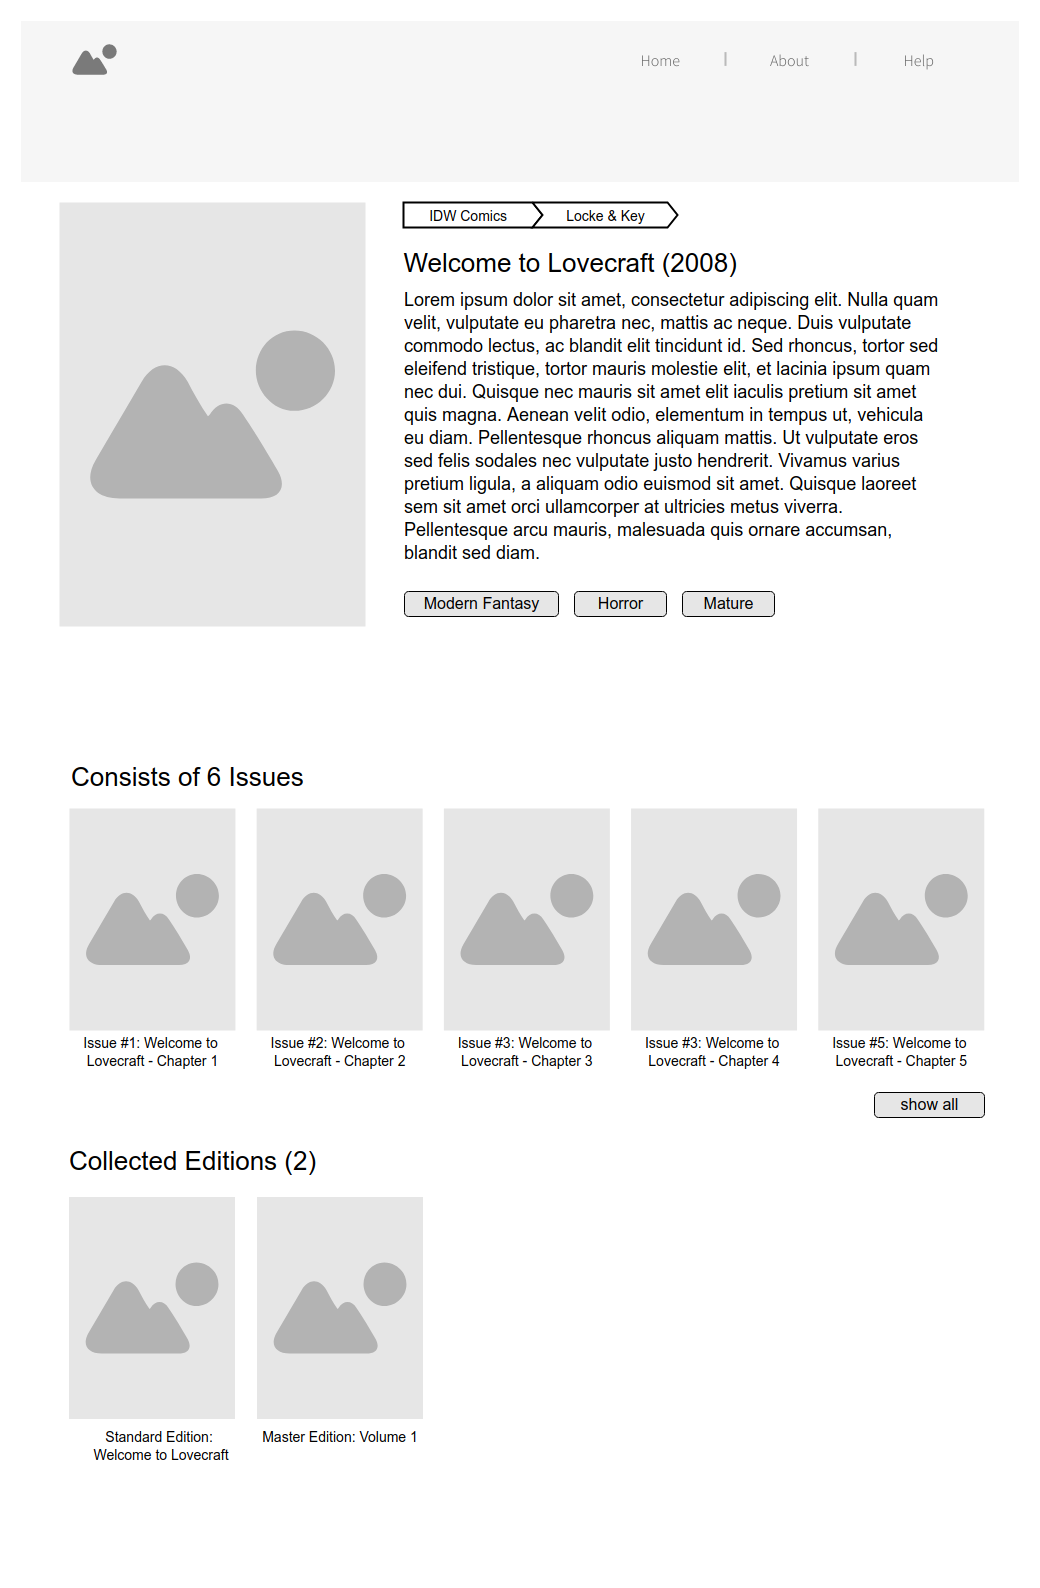 Home | About | Help
IDW Comics
Locke & Key
Welcome to Lovecraft (2008)
Lorem ipsum dolor sit amet, consectetur adipiscing elit. Nulla quam
velit, vulputate eu pharetra nec, mattis ac neque. Duis vulputate
commodo lectus, ac blandit elit tincidunt id. Sed rhoncus, tortor sed
eleifend tristique, tortor mauris molestie elit, et lacinia ipsum quam
nec dui. Quisque nec mauris sit amet elit iaculis pretium sit amet
quis magna. Aenean velit odio, elementum in tempus ut, vehicula
eu diam. Pellentesque rhoncus aliquam mattis. Ut vulputate eros
sed felis sodales nec vulputate justo hendrerit. Vivamus varius
pretium ligula, a aliquam odio euismod sit amet. Quisque laoreet
sem sit amet orci ullamcorper at ultricies metus viverra.
Pellentesque arcu mauris, malesuada quis ornare accumsan,
blandit sed diam.
Modern Fantasy
Horror
Mature
Consists of 6 Issues
Issue #1: Welcome to
Lovecraft - Chapter 1
Issue #2: Welcome to
Lovecraft - Chapter 2
Issue #3: Welcome to
Lovecraft - Chapter 3
Issue #3: Welcome to
Lovecraft - Chapter 4
Issue #5: Welcome to
Lovecraft - Chapter 5
show all
Collected Editions (2)
Standard Edition:
Welcome to Lovecraft
Master Edition: Volume 1